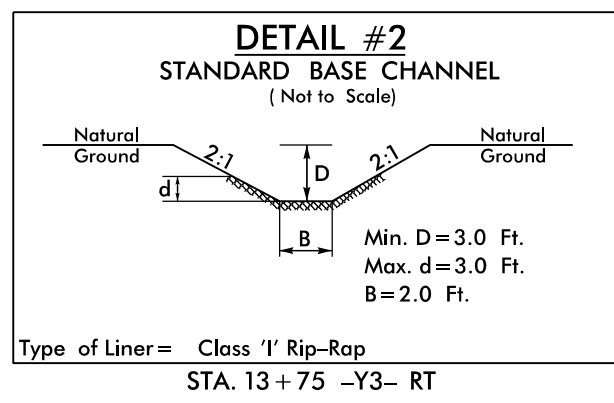 DETAIL #2
STANDARD BASE CHANNEL
( Not to Scale)
Natural
Ground
2:1
D
2:1
Natural
Ground
d
B
Min. D=3.0 Ft.
Max. d=3.0 Ft.
B=2.0 Ft.
Type of Liner= Class 'I' Rip-Rap
STA. 13+75 -Y3- RT